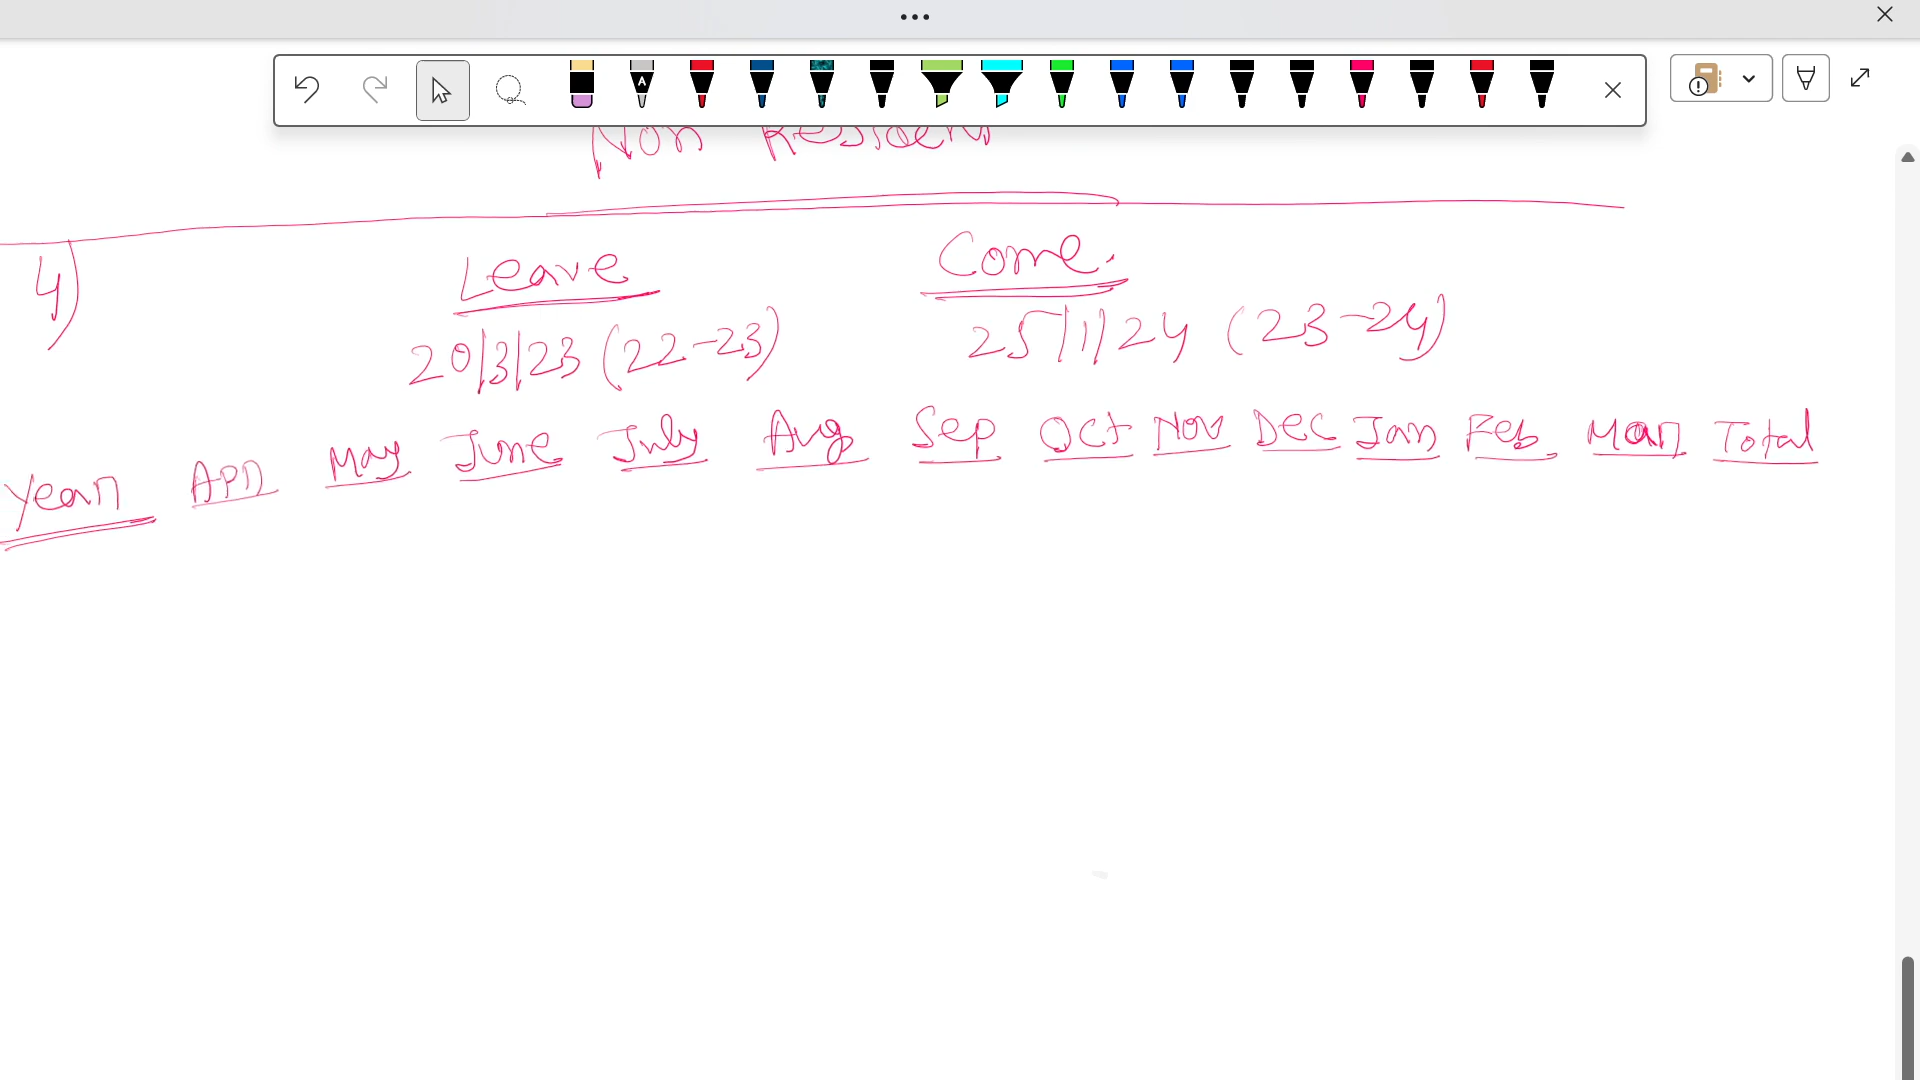 Non Resident
4)
Leave Come.
20/3/23 (22-23) 25/1/24 (23-24)
Year Apr May June July Aug Sep Oct Nov Dec Jan Feb Mar Total